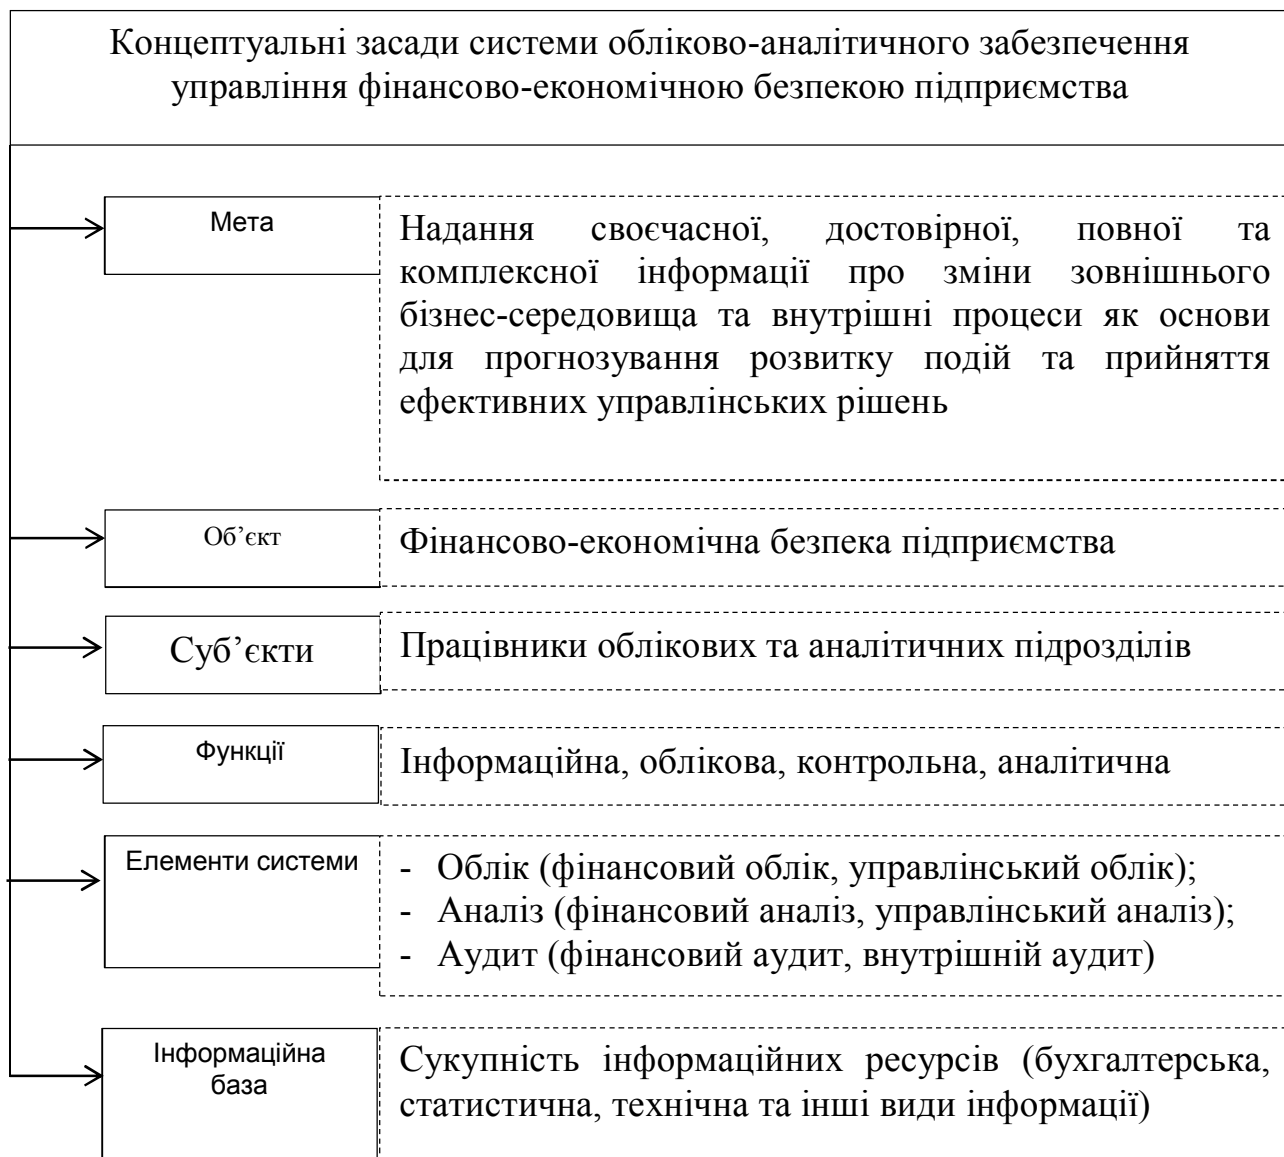 Концептуальні засади системи обліково-аналітичного забезпечення
управління фінансово-економічною безпекою підприємства
Мета
Надання своєчасної, достовірної, повної та
комплексної інформації про зміни зовнішнього
бізнес-середовища та внутрішні процеси як основи
для прогнозування розвитку подій та прийняття
ефективних управлінських рішень
Об’єкт
Фінансово-економічна безпека підприємства
Суб’єкти
Працівники облікових та аналітичних підрозділів
Функції
Інформаційна, облікова, контрольна, аналітична
Елементи системи
- Облік (фінансовий облік, управлінський облік);
- Аналіз (фінансовий аналіз, управлінський аналіз);
- Аудит (фінансовий аудит, внутрішній аудит)
Інформаційна
база
Сукупність інформаційних ресурсів (бухгалтерська,
статистична, технічна та інші види інформації)